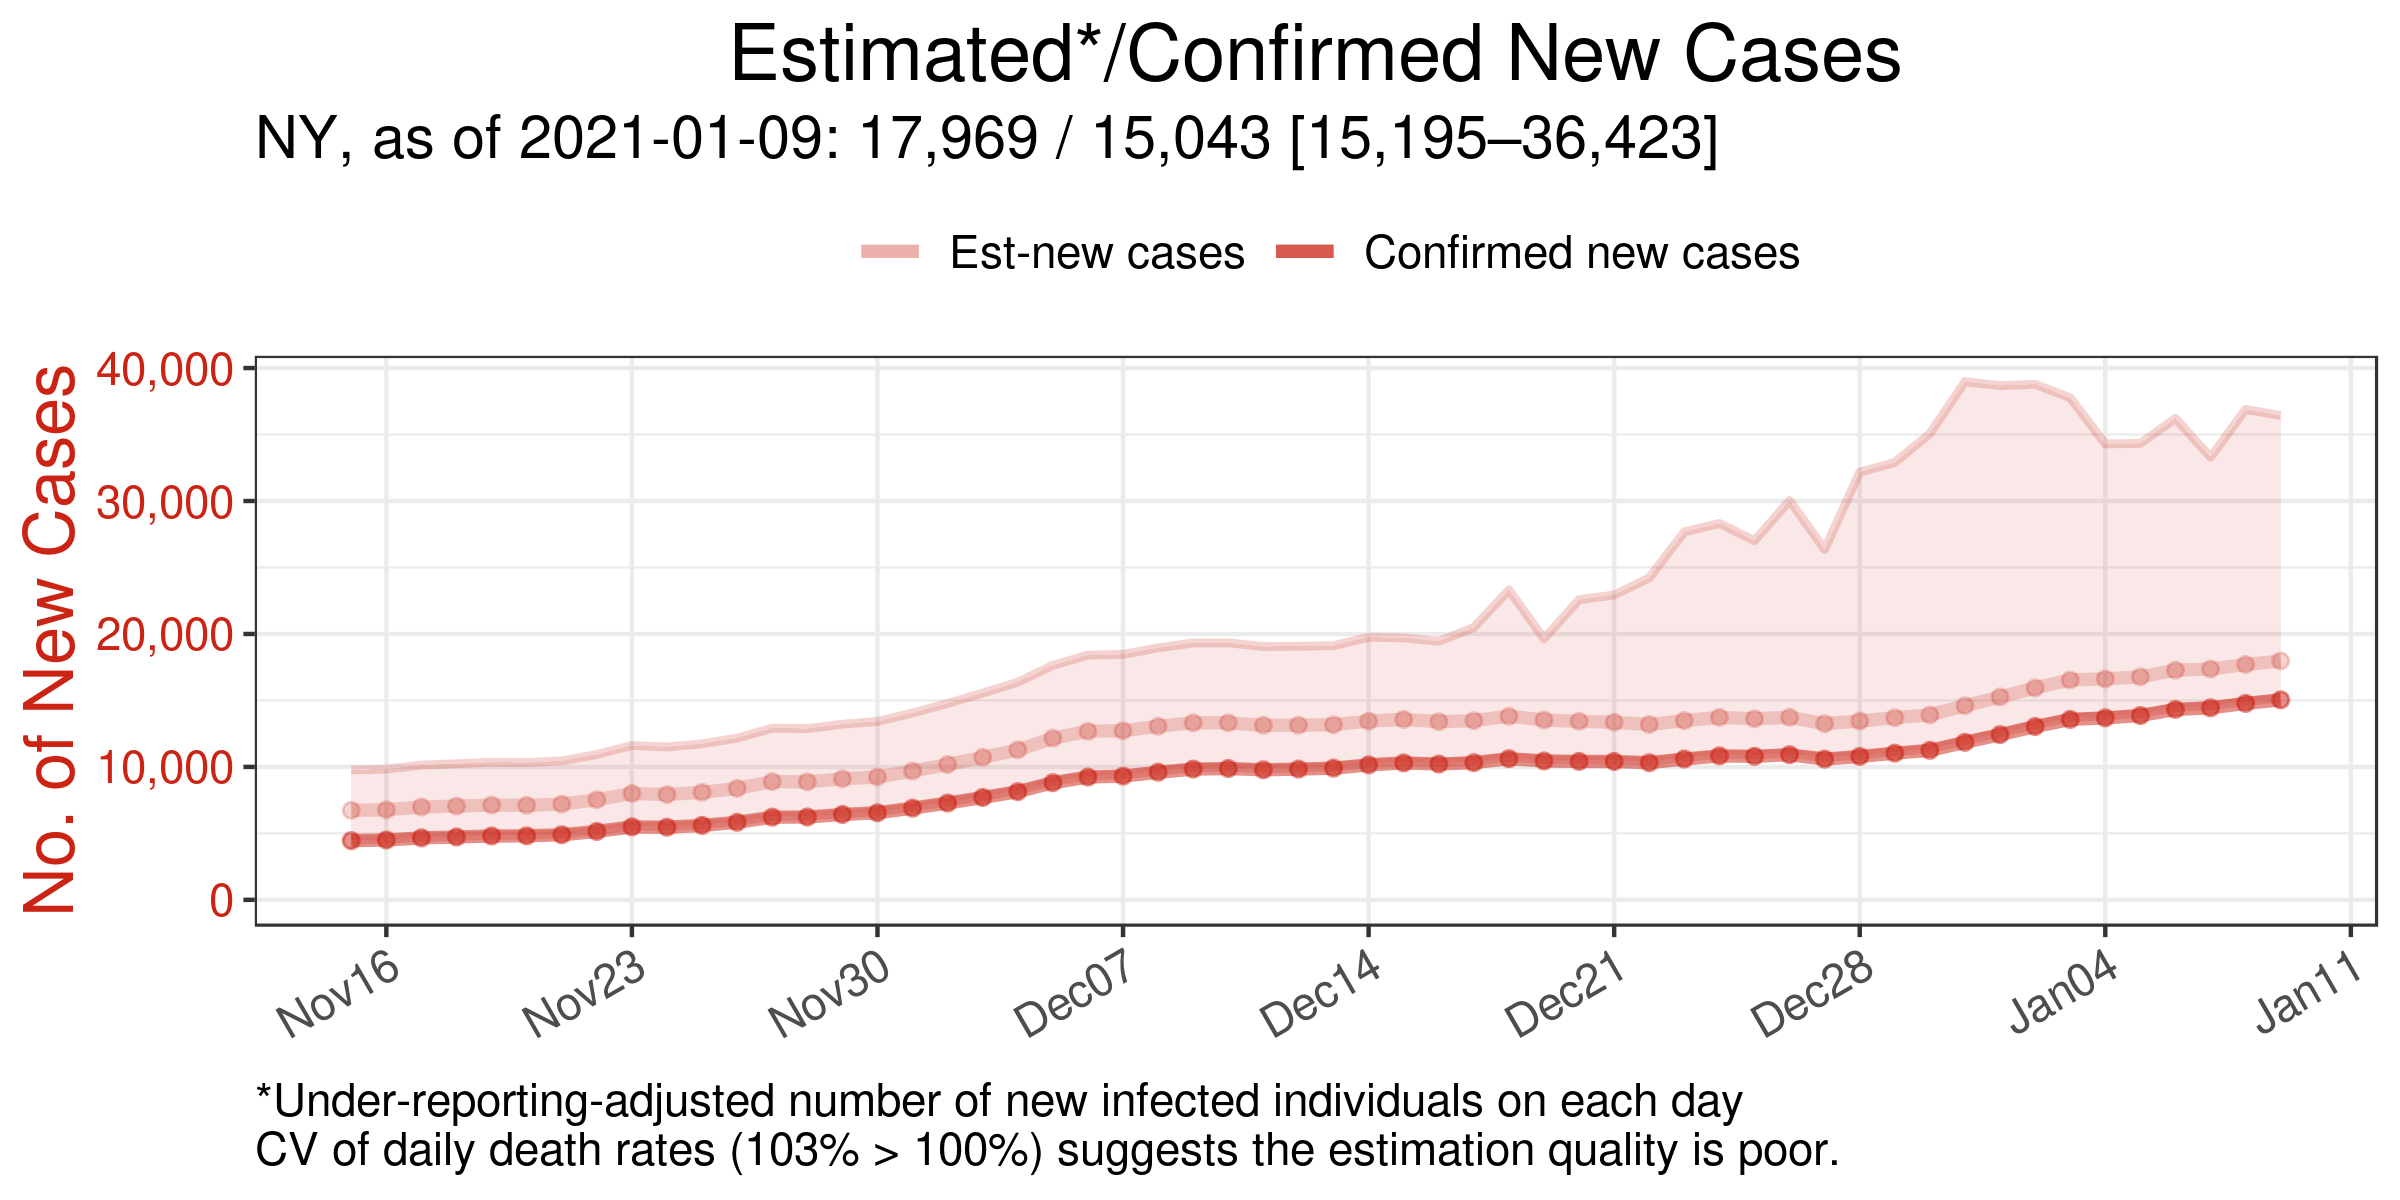 Estimated*/Confirmed New Cases
NY, as of 2021-01-09: 17,969 / 15,043 [15,195–36,423]
Est-new cases
Confirmed new cases
No. of New Cases
40,000
30,000
20,000
10,000
0
Nov16
Nov23
Nov30
Dec07
Dec14
Dec21
Dec28
Jan04
Jan11
*Under-reporting-adjusted number of new infected individuals on each day
CV of daily death rates (103% > 100%) suggests the estimation quality is poor.